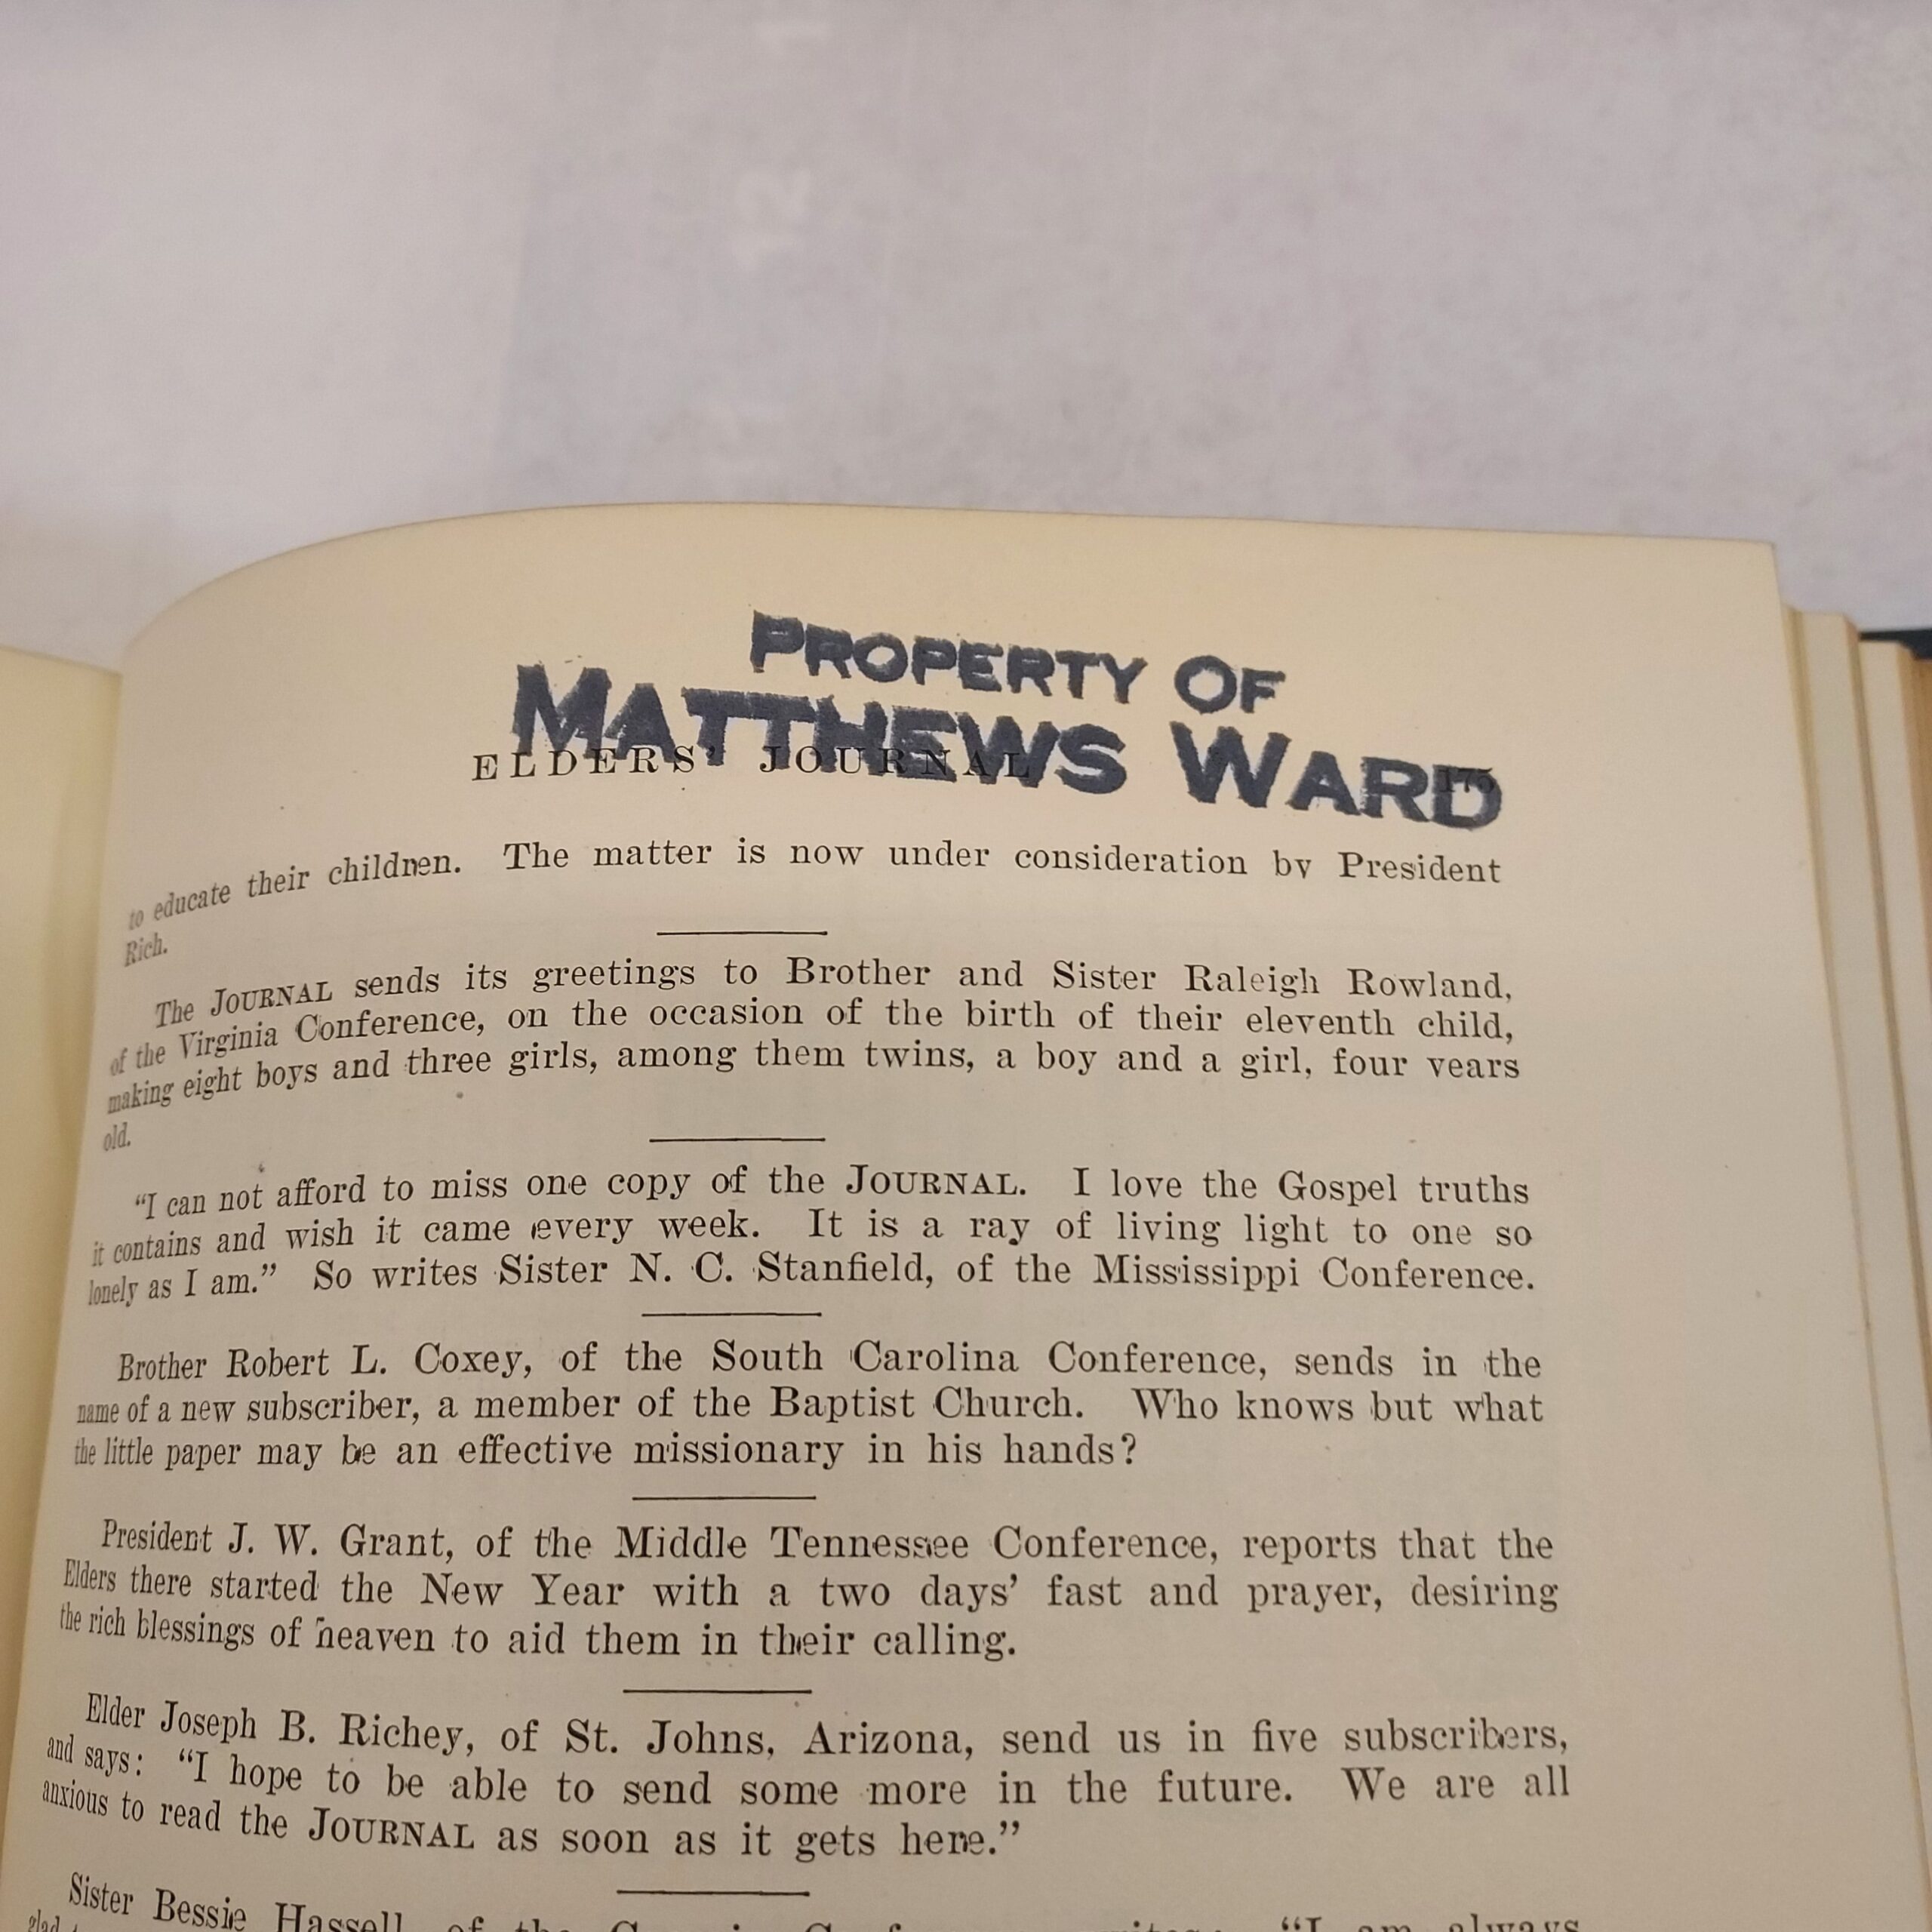 PROPERTY OF
MATTHEWS WARD
ELDERS' JOURNAL 175
to educate their children. The matter is now under consideration by President
Rich.
The JOURNAL sends its greetings to Brother and Sister Raleigh Rowland,
of the Virginia Conference, on the occasion of the birth of their eleventh child,
making eight boys and three girls, among them twins, a boy and a girl, four years
old.
“I can not afford to miss one copy of the JOURNAL. I love the Gospel truths
it contains and wish it came every week. It is a ray of living light to one so
lonely as I am.” So writes Sister N. C. Stanfield, of the Mississippi Conference.
Brother Robert L. Coxey, of the South Carolina Conference, sends in the
name of a new subscriber, a member of the Baptist Church. Who knows but what
the little paper may be an effective missionary in his hands?
President J. W. Grant, of the Middle Tennessee Conference, reports that the
Elders there started the New Year with a two days’ fast and prayer, desiring
the rich blessings of heaven to aid them in their calling.
Elder Joseph B. Richey, of St. Johns, Arizona, send us in five subscribers,
and says: “I hope to be able to send some more in the future. We are all
anxious to read the JOURNAL as soon as it gets here.”
Sister Bessie Hassell, of the “I am always
glad